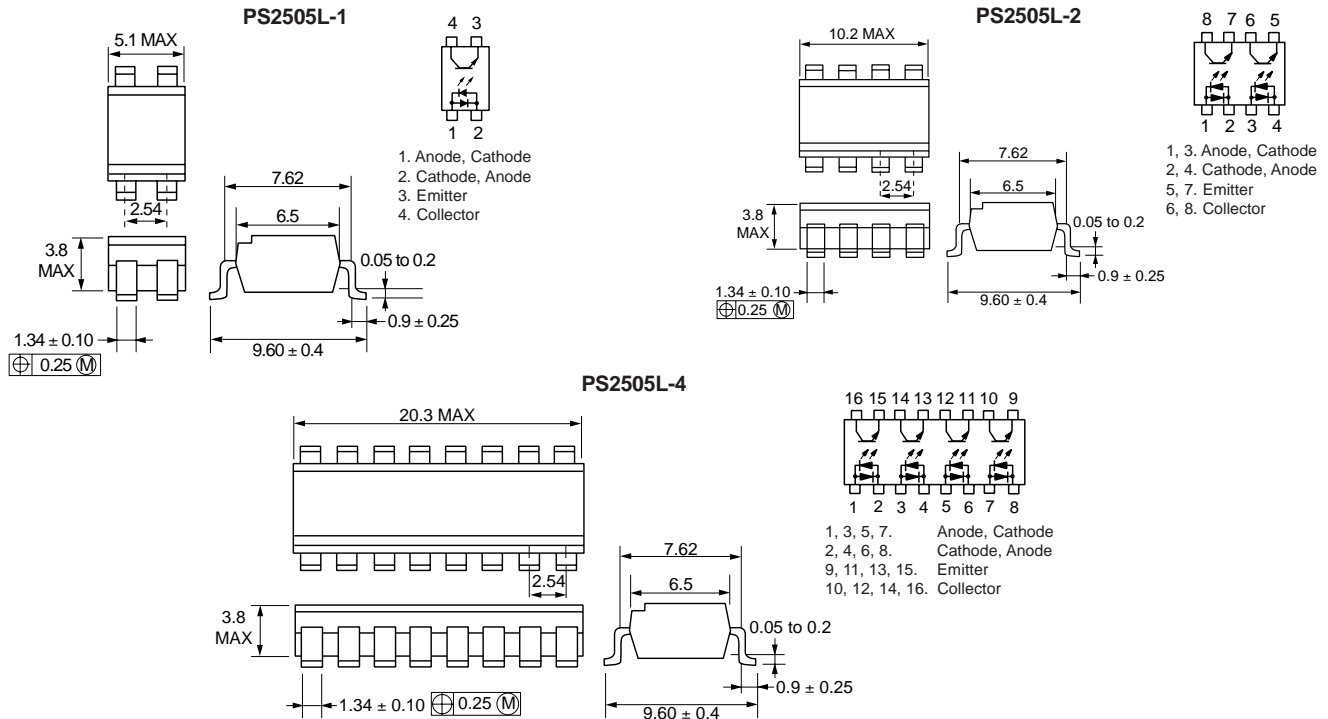 PS2505L-1
5.1 MAX
4 3
1 2
1. Anode, Cathode
2. Cathode, Anode
3. Emitter
4. Collector
2.54
7.62
6.5
3.8
MAX
0.05 to 0.2
1.34 ± 0.10
0.9 ± 0.25
9.60 ± 0.4
⌖ 0.25 Ⓜ
PS2505L-2
10.2 MAX
8 7 6 5
1 2 3 4
1, 3. Anode, Cathode
2, 4. Cathode, Anode
5, 7. Emitter
6, 8. Collector
2.54
7.62
6.5
3.8
MAX
0.05 to 0.2
0.9 ± 0.25
1.34 ± 0.10
⌖ 0.25 Ⓜ
9.60 ± 0.4
PS2505L-4
20.3 MAX
16 15 14 13 12 11 10 9
1 2 3 4 5 6 7 8
1, 3, 5, 7. Anode, Cathode
2, 4, 6, 8. Cathode, Anode
9, 11, 13, 15. Emitter
10, 12, 14, 16. Collector
2.54
7.62
6.5
3.8
MAX
0.05 to 0.2
0.9 ± 0.25
1.34 ± 0.10 ⌖ 0.25 Ⓜ
9.60 ± 0.4